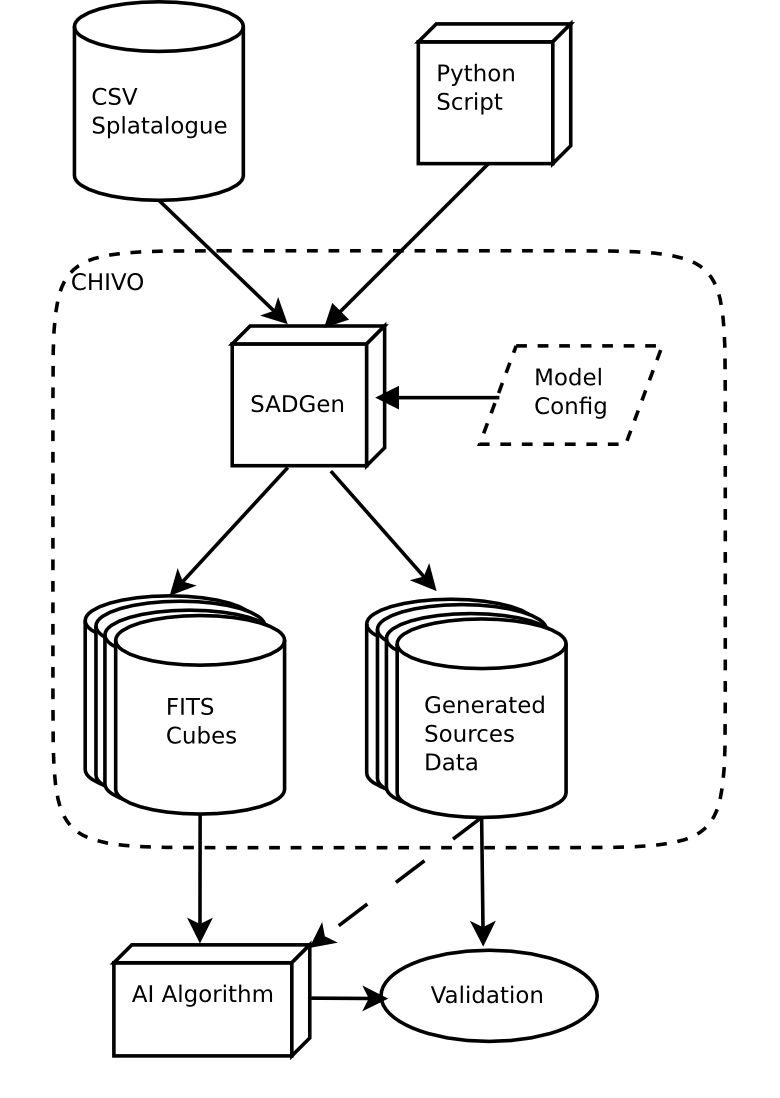 CSV
Splatalogue
Python
Script
CHIVO
SADGen
Model
Config
FITS
Cubes
Generated
Sources
Data
AI Algorithm
Validation